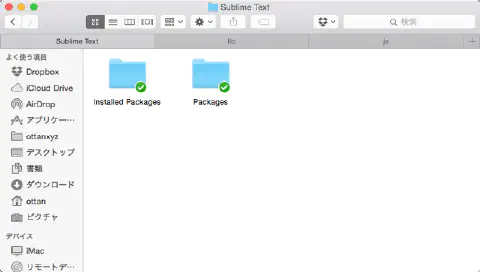 Sublime Text
検索
Sublime Text
lib
js
よく使う項目
Dropbox
iCloud Drive
AirDrop
アプリケー…
ottanxyz
デスクトップ
書類
ダウンロード
ottan
ピクチャ
デバイス
iMac
リモートデ…
Installed Packages
Packages